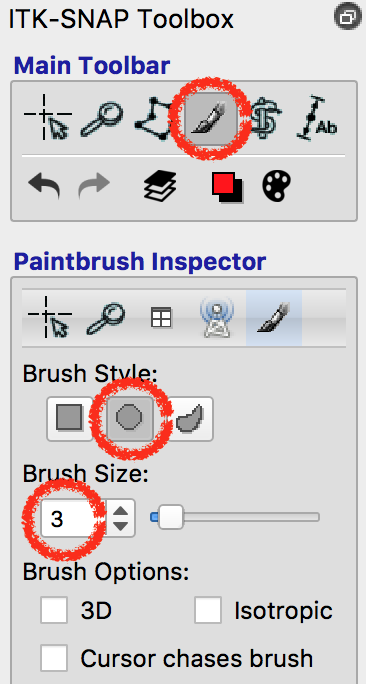 ITK-SNAP Toolbox
Main Toolbar
Ab
Paintbrush Inspector
Brush Style:
Brush Size:
3
Brush Options:
3D Isotropic
Cursor chases brush